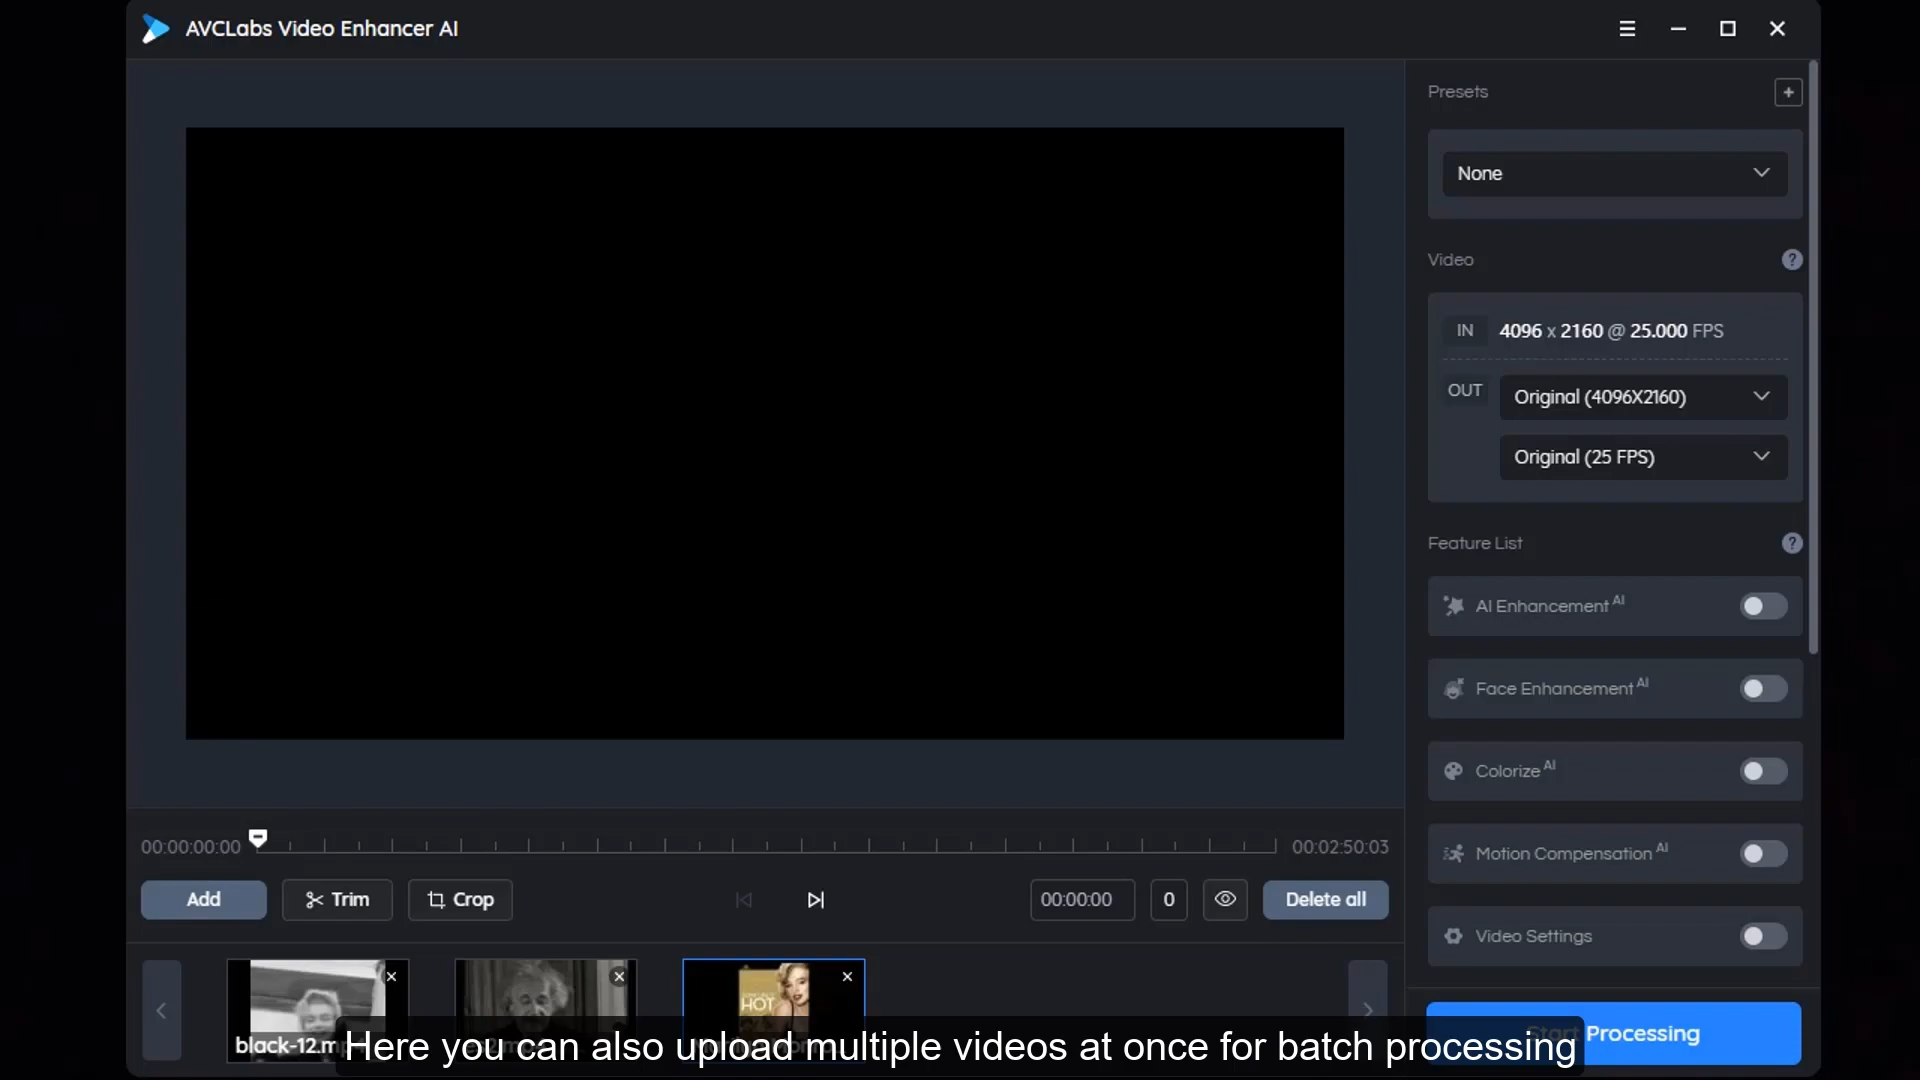 AVCLabs Video Enhancer AI
Presets
None
Video
IN 4096 x 2160 @ 25.000 FPS
OUT Original (4096X2160)
Original (25 FPS)
Feature List
AI Enhancement AI
Face Enhancement AI
Colorize AI
Motion Compensation AI
Video Settings
00:00:00:00 00:02:50:03
Add Trim Crop 00:00:00 0 Delete all
HOT
black-12.m
Start Processing
Here you can also upload multiple videos at once for batch processing